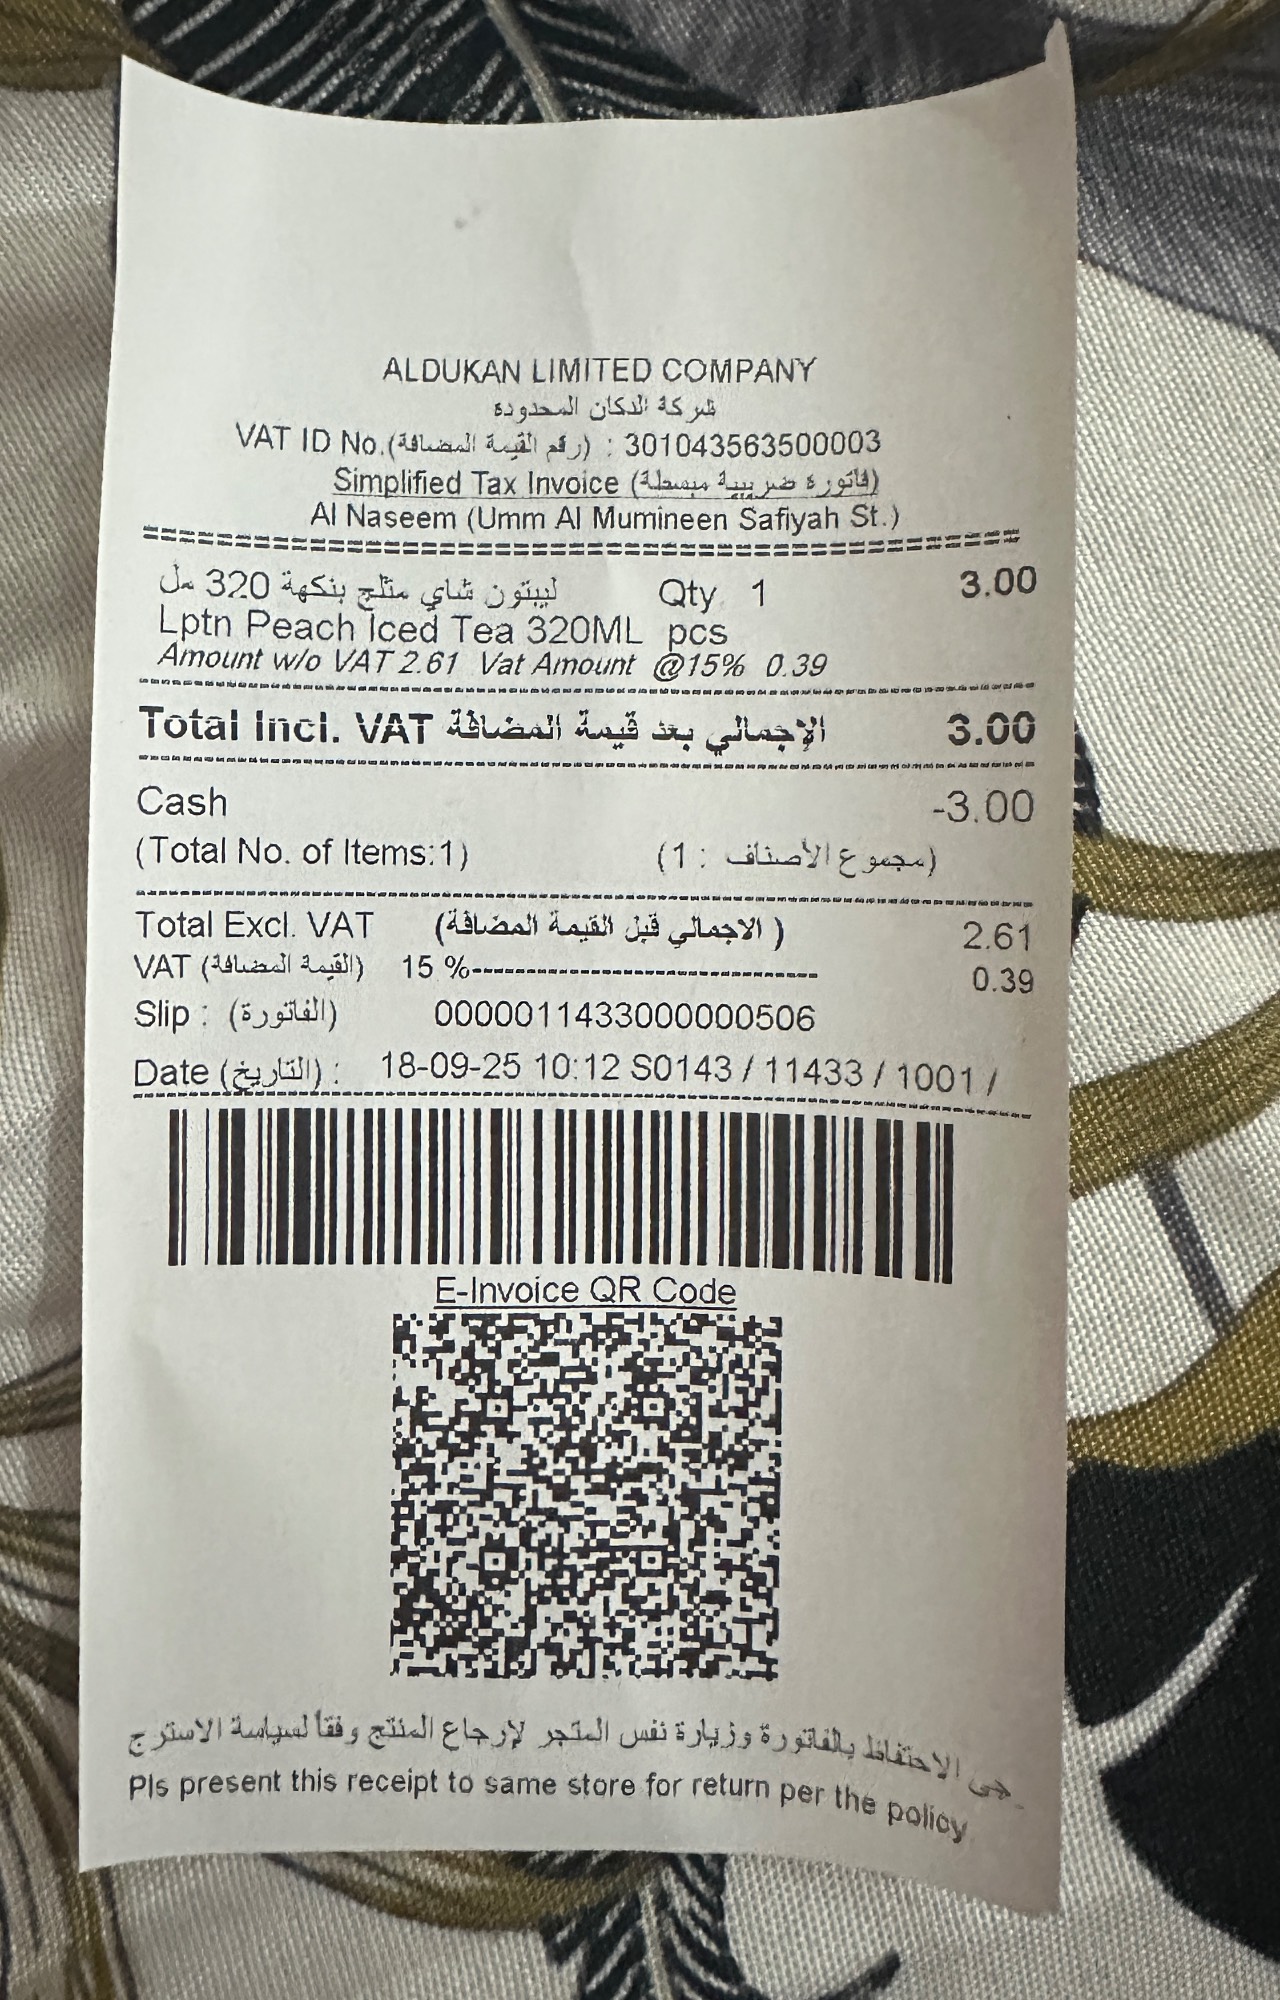 ALDUKAN LIMITED COMPANY
شركة الدكان المحدودة
VAT ID No.(رقم القيمة المضافة) : 301043563500003
Simplified Tax Invoice (فاتورة ضريبية مبسطة)
Al Naseem (Umm Al Mumineen Safiyah St.)
ليبتون شاي مثلج بنكهة 320 مل Qty 1 3.00
Lptn Peach Iced Tea 320ML pcs
Amount w/o VAT 2.61 Vat Amount @15% 0.39
Total Incl. VAT الإجمالي بعد قيمة المضافة 3.00
Cash -3.00
(Total No. of Items:1) (مجموع الأصناف : 1)
Total Excl. VAT (الاجمالي قبل القيمة المضافة ) 2.61
VAT (القيمة المضافة) 15 %------------------------------ 0.39
Slip : (الفاتورة) 0000011433000000506
Date (التاريخ) : 18-09-25 10:12 S0143 / 11433 / 1001 /
E-Invoice QR Code
جى الاحتفاظ بالفاتورة وزيارة نفس المتجر لإرجاع المنتج وفقاً لسياسة الاسترج
Pls present this receipt to same store for return per the policy